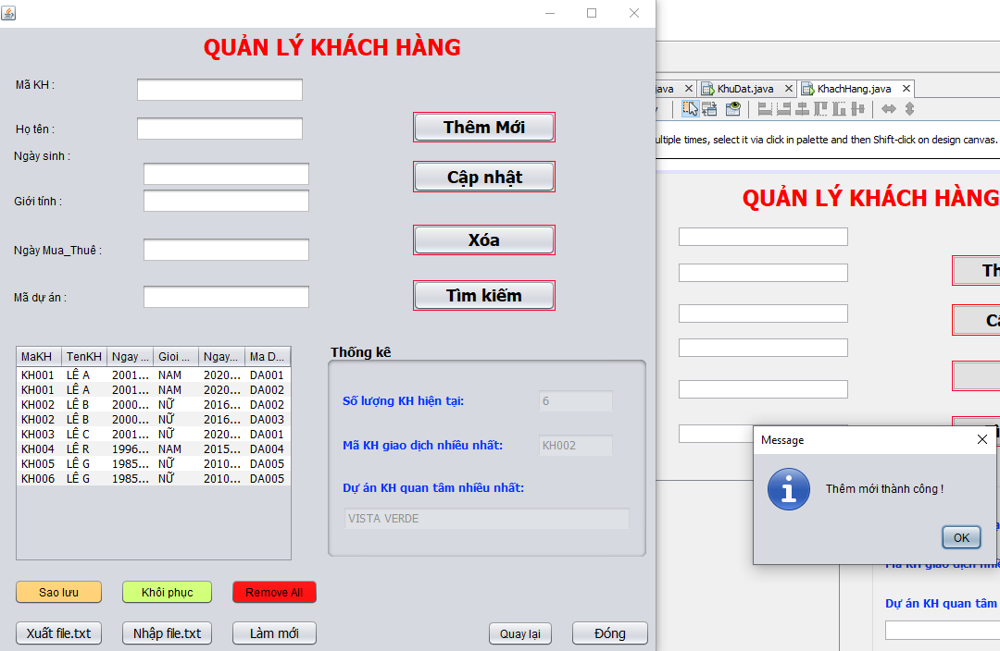 QUẢN LÝ KHÁCH HÀNG
Mã KH :
Họ tên :
Ngày sinh :
Giới tính :
Ngày Mua_Thuê :
Mã dự án :
Thêm Mới
Cập nhật
Xóa
Tìm kiếm
MaKH TenKH Ngay ... Gioi ... Ngay... Ma D...
KH001 LÊ A 2001... NAM 2020... DA001
KH001 LÊ A 2001... NAM 2020... DA002
KH002 LÊ B 2000... NỮ 2016... DA002
KH002 LÊ B 2000... NỮ 2016... DA003
KH003 LÊ C 2001... NỮ 2020... DA001
KH004 LÊ R 1996... NAM 2015... DA004
KH005 LÊ G 1985... NỮ 2010... DA005
KH006 LÊ G 1985... NỮ 2010... DA005
Thống kê
Số lượng KH hiện tại: 6
Mã KH giao dịch nhiều nhất: KH002
Dự án KH quan tâm nhiều nhất:
VISTA VERDE
Sao lưu Khôi phục Remove All
Xuất file.txt Nhập file.txt Làm mới Quay lại Đóng
java KhuDat.java KhachHang.java
ultiple times, select it via click in palette and then Shift-click on design canvas.
QUẢN LÝ KHÁCH HÀNG
Th
Cậ
Message
Thêm mới thành công !
OK
Mã KH giao dịch nhiề
Dự án KH quan tâm